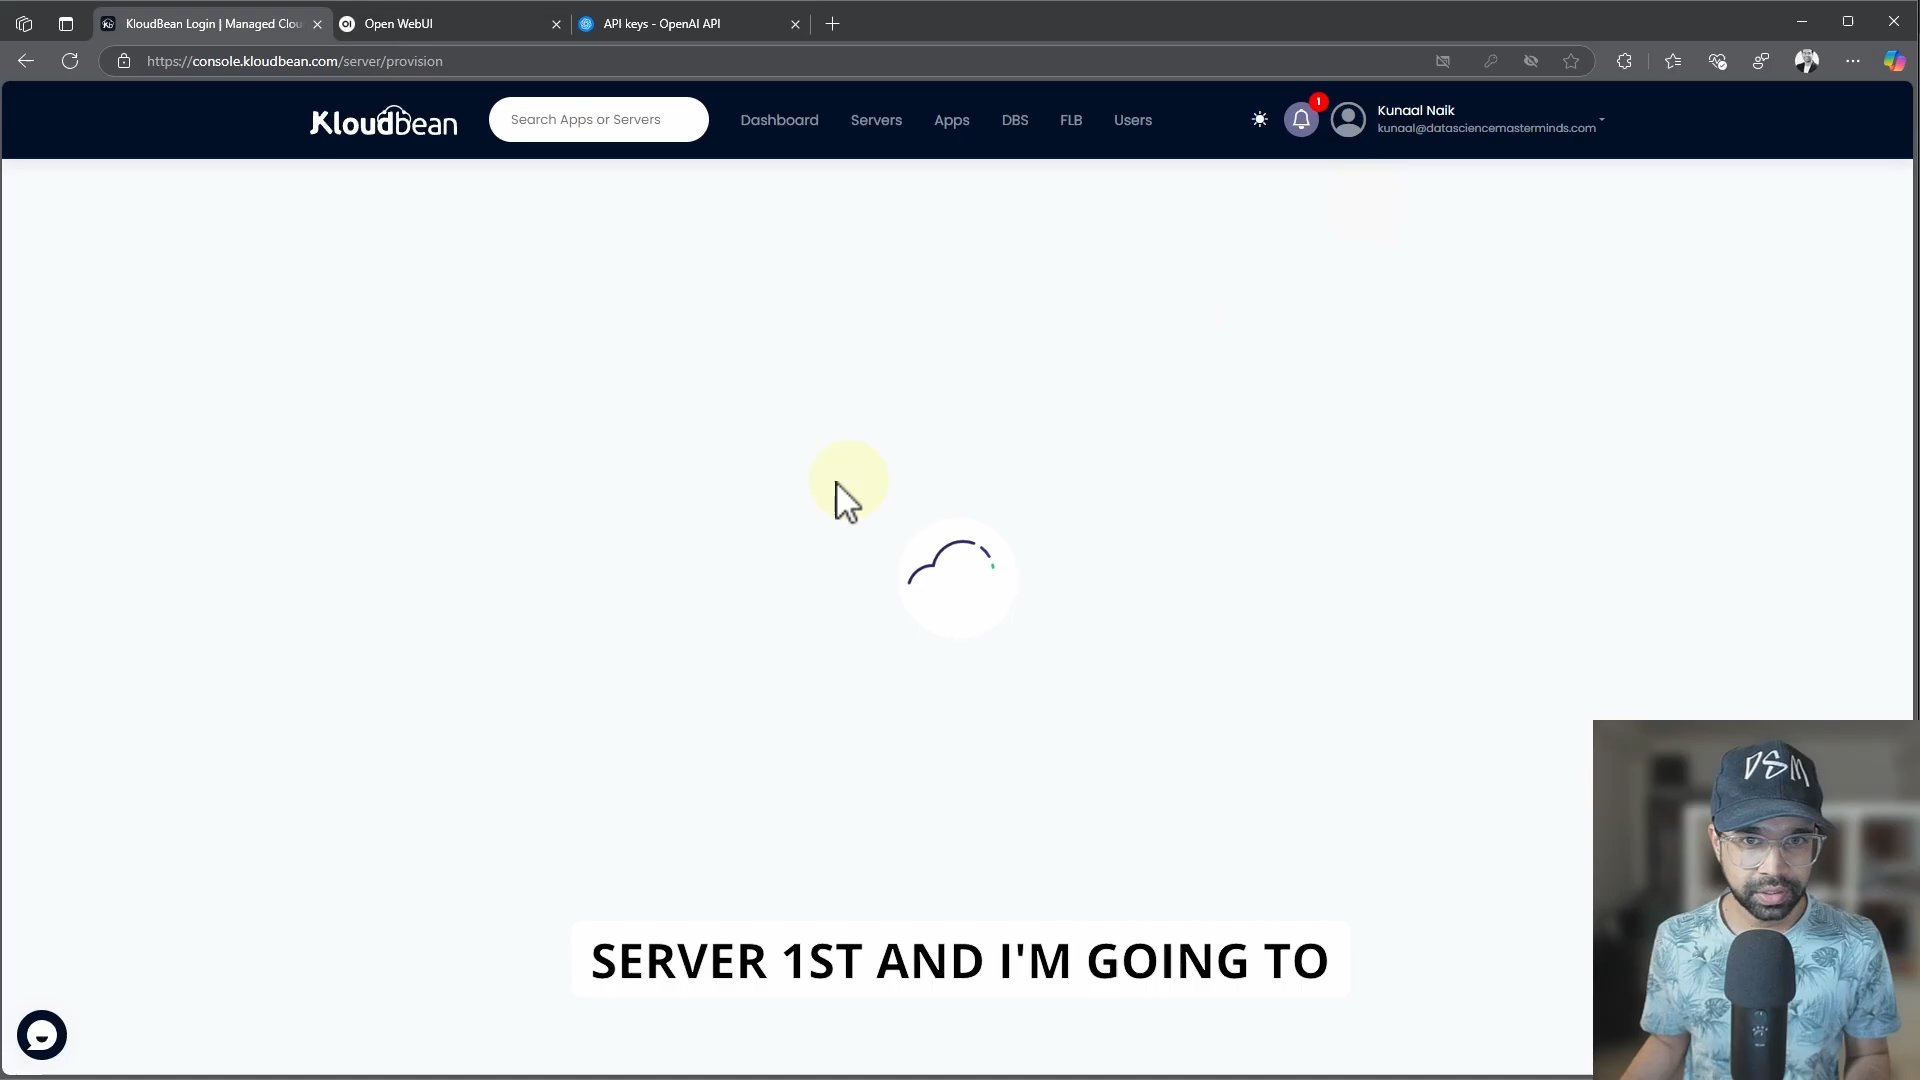 KloudBean Login | Managed Clou
Open WebUI
API keys - OpenAI API
https://console.kloudbean.com/server/provision
Kloudbean
Search Apps or Servers
Dashboard
Servers
Apps
DBS
FLB
Users
1
Kunaal Naik
kunaal@datasciencemasterminds.com
DSM
SERVER 1ST AND I'M GOING TO